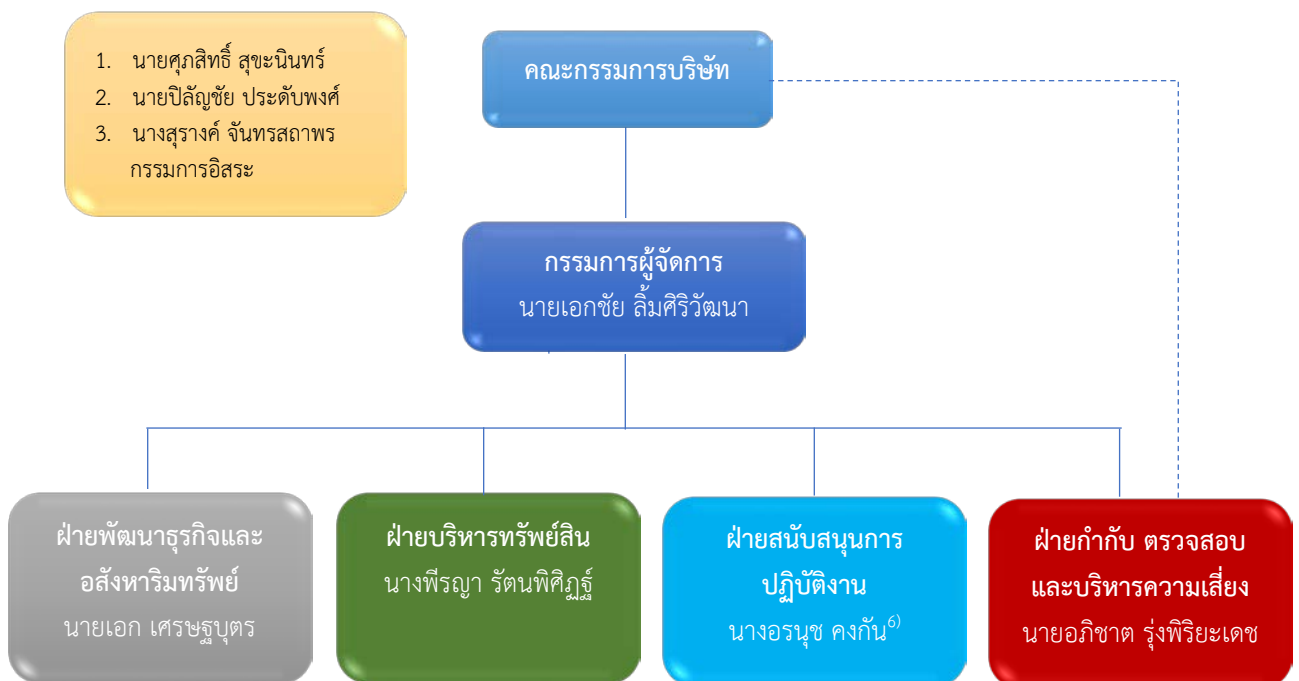 1. นายศุภสิทธิ์ สุขะนินทร์
2. นายปิลัญชัย ประดับพงศ์
3. นางสุรางค์ จันทรสถาพร
กรรมการอิสระ
คณะกรรมการบริษัท
กรรมการผู้จัดการ
นายเอกชัย ลิ้มศิริวัฒนา
ฝ่ายพัฒนาธุรกิจและ
อสังหาริมทรัพย์
นายเอก เศรษฐบุตร
ฝ่ายบริหารทรัพย์สิน
นางพีรญา รัตนพิศิฏฐ์
ฝ่ายสนับสนุนการ
ปฏิบัติงาน
นางอรนุช คงกัน⁶⁾
ฝ่ายกำกับ ตรวจสอบ
และบริหารความเสี่ยง
นายอภิชาต รุ่งพิริยะเดช